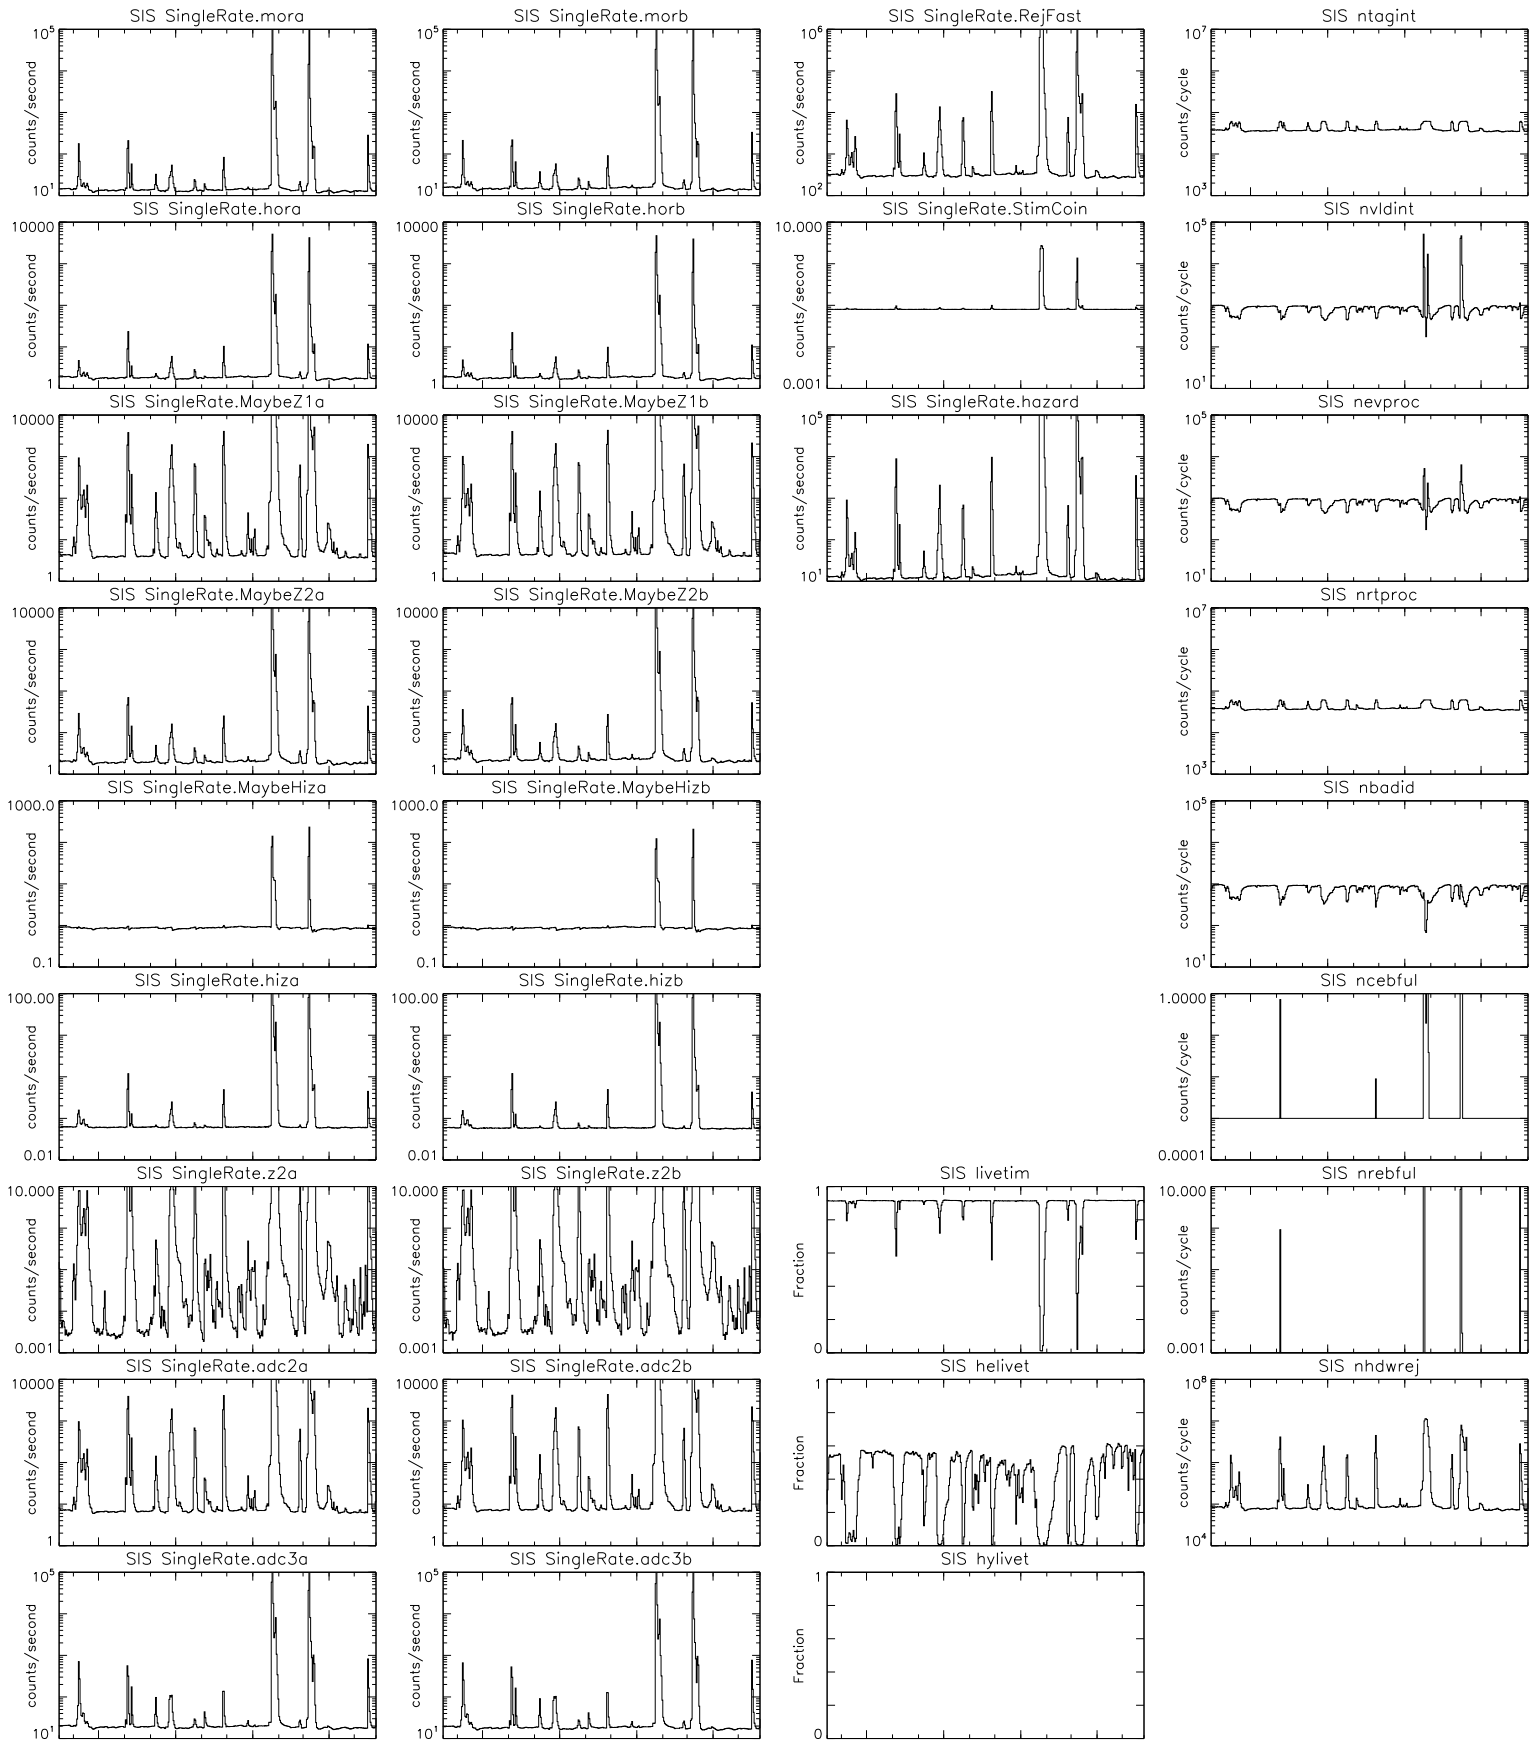 SIS SingleRate.mora
10^5
counts/second
10^1
SIS SingleRate.morb
10^5
counts/second
10^1
SIS SingleRate.RejFast
10^6
counts/second
10^2
SIS ntagint
10^7
counts/cycle
10^3
SIS SingleRate.hora
10000
counts/second
1
SIS SingleRate.horb
10000
counts/second
1
SIS SingleRate.StimCoin
10.000
counts/second
0.001
SIS nvldint
10^5
counts/cycle
10^1
SIS SingleRate.MaybeZ1a
10000
counts/second
1
SIS SingleRate.MaybeZ1b
10000
counts/second
1
SIS SingleRate.hazard
10^5
counts/second
10^1
SIS nevproc
10^5
counts/cycle
10^1
SIS SingleRate.MaybeZ2a
10000
counts/second
1
SIS SingleRate.MaybeZ2b
10000
counts/second
1
SIS nrtproc
10^7
counts/cycle
10^3
SIS SingleRate.MaybeHiza
1000.0
counts/second
0.1
SIS SingleRate.MaybeHizb
1000.0
counts/second
0.1
SIS nbadid
10^5
counts/cycle
10^1
SIS SingleRate.hiza
100.00
counts/second
0.01
SIS SingleRate.hizb
100.00
counts/second
0.01
SIS ncebful
1.0000
counts/cycle
0.0001
SIS SingleRate.z2a
10.000
counts/second
0.001
SIS SingleRate.z2b
10.000
counts/second
0.001
SIS livetim
1
Fraction
0
SIS nrebful
10.000
counts/cycle
0.001
SIS SingleRate.adc2a
10000
counts/second
1
SIS SingleRate.adc2b
10000
counts/second
1
SIS helivet
1
Fraction
0
SIS nhdwrej
10^8
counts/cycle
10^4
SIS SingleRate.adc3a
10^5
counts/second
10^1
SIS SingleRate.adc3b
10^5
counts/second
10^1
SIS hylivet
1
Fraction
0